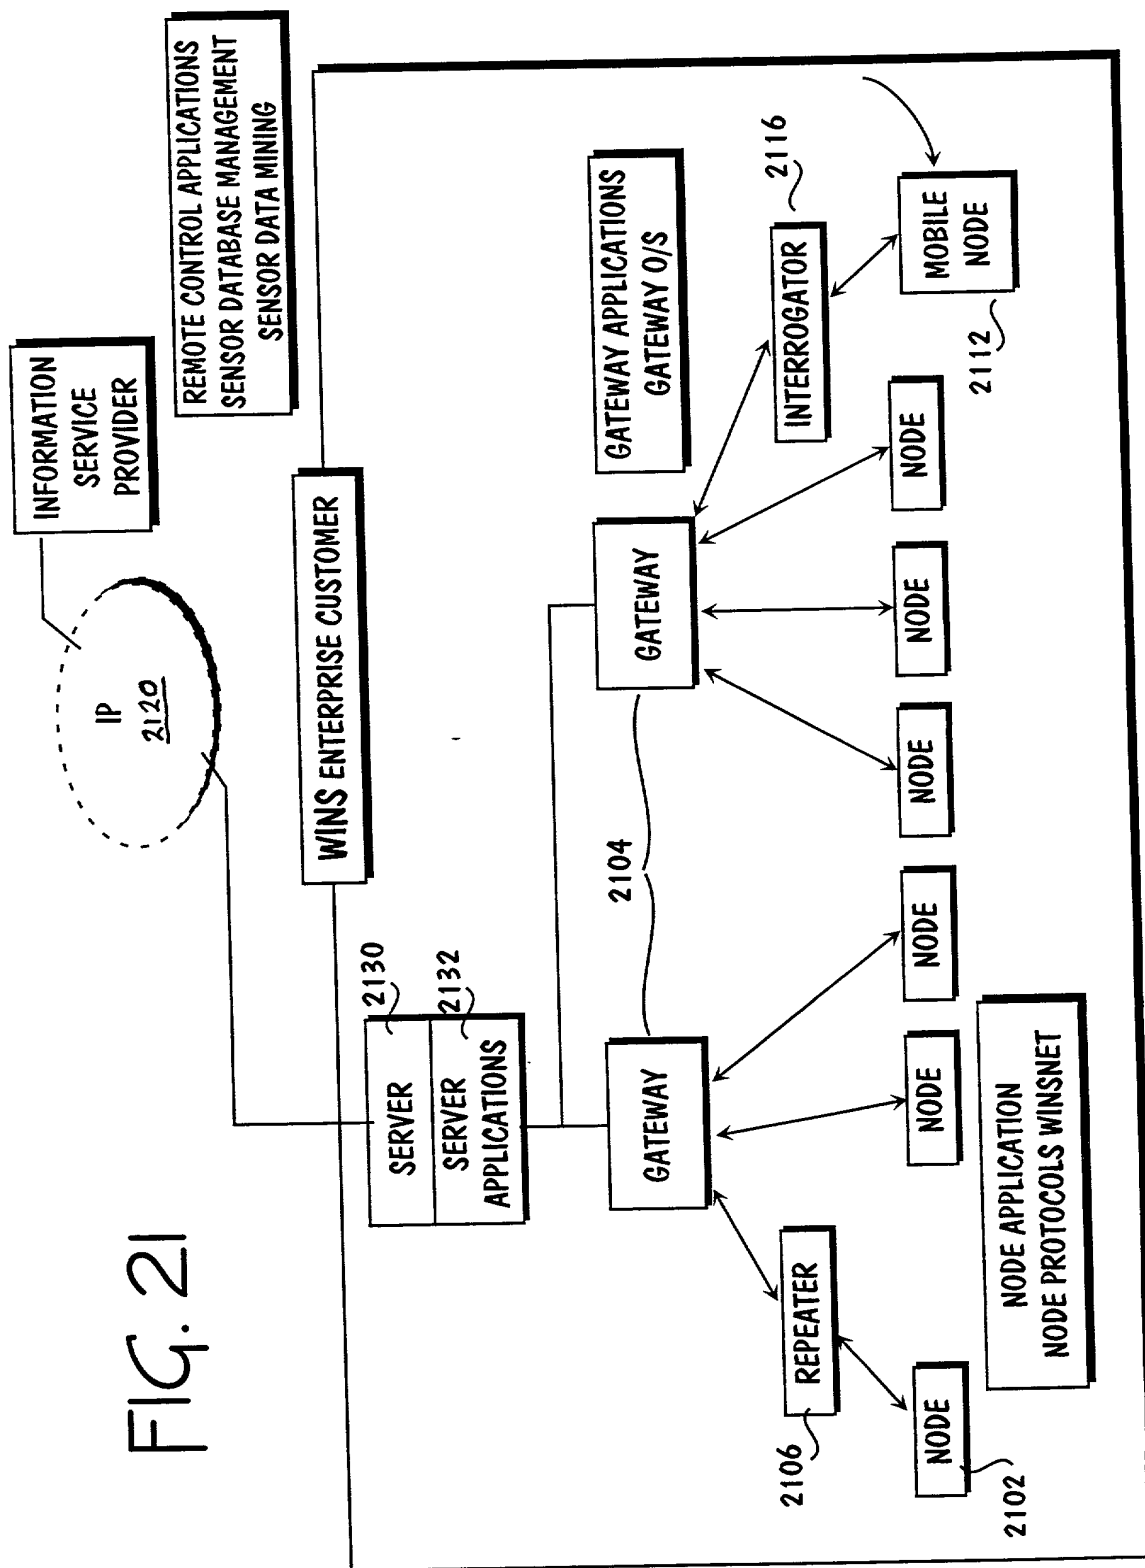 FIG. 21
INFORMATION
SERVICE
PROVIDER
IP
2120
REMOTE CONTROL APPLICATIONS
SENSOR DATABASE MANAGEMENT
SENSOR DATA MINING
WINS ENTERPRISE CUSTOMER
SERVER
2130
SERVER
APPLICATIONS
2132
GATEWAY
2104
GATEWAY
GATEWAY APPLICATIONS
GATEWAY O/S
REPEATER
2106
INTERROGATOR
2116
NODE
2102
NODE
NODE
NODE
NODE
NODE
MOBILE
NODE
2112
NODE APPLICATION
NODE PROTOCOLS WINSNET